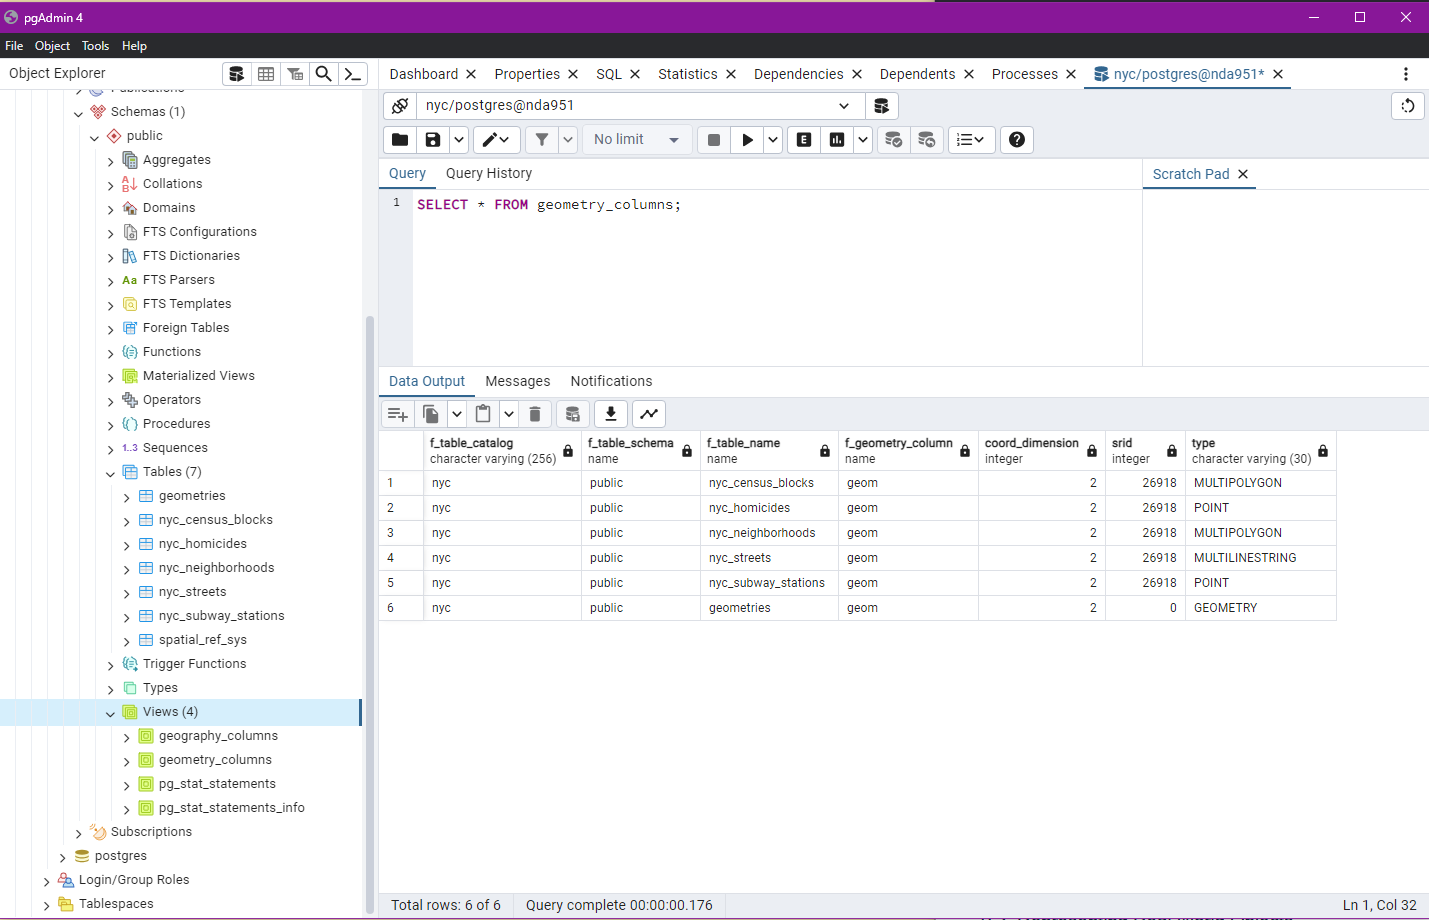 pgAdmin 4
File Object Tools Help
Object Explorer
Dashboard Properties SQL Statistics Dependencies Dependents Processes nyc/postgres@nda951*
Publications
Schemas (1)
public
Aggregates
Collations
Domains
FTS Configurations
FTS Dictionaries
Aa FTS Parsers
FTS Templates
Foreign Tables
Functions
Materialized Views
Operators
Procedures
1..3 Sequences
Tables (7)
geometries
nyc_census_blocks
nyc_homicides
nyc_neighborhoods
nyc_streets
nyc_subway_stations
spatial_ref_sys
Trigger Functions
Types
Views (4)
geography_columns
geometry_columns
pg_stat_statements
pg_stat_statements_info
Subscriptions
postgres
Login/Group Roles
Tablespaces
nyc/postgres@nda951
No limit E
Query Query History
Scratch Pad
1 SELECT * FROM geometry_columns;
Data Output Messages Notifications
f_table_catalog f_table_schema f_table_name f_geometry_column coord_dimension srid type
character varying (256) name name name integer integer character varying (30)
1 nyc public nyc_census_blocks geom 2 26918 MULTIPOLYGON
2 nyc public nyc_homicides geom 2 26918 POINT
3 nyc public nyc_neighborhoods geom 2 26918 MULTIPOLYGON
4 nyc public nyc_streets geom 2 26918 MULTILINESTRING
5 nyc public nyc_subway_stations geom 2 26918 POINT
6 nyc public geometries geom 2 0 GEOMETRY
Total rows: 6 of 6 Query complete 00:00:00.176 Ln 1, Col 32